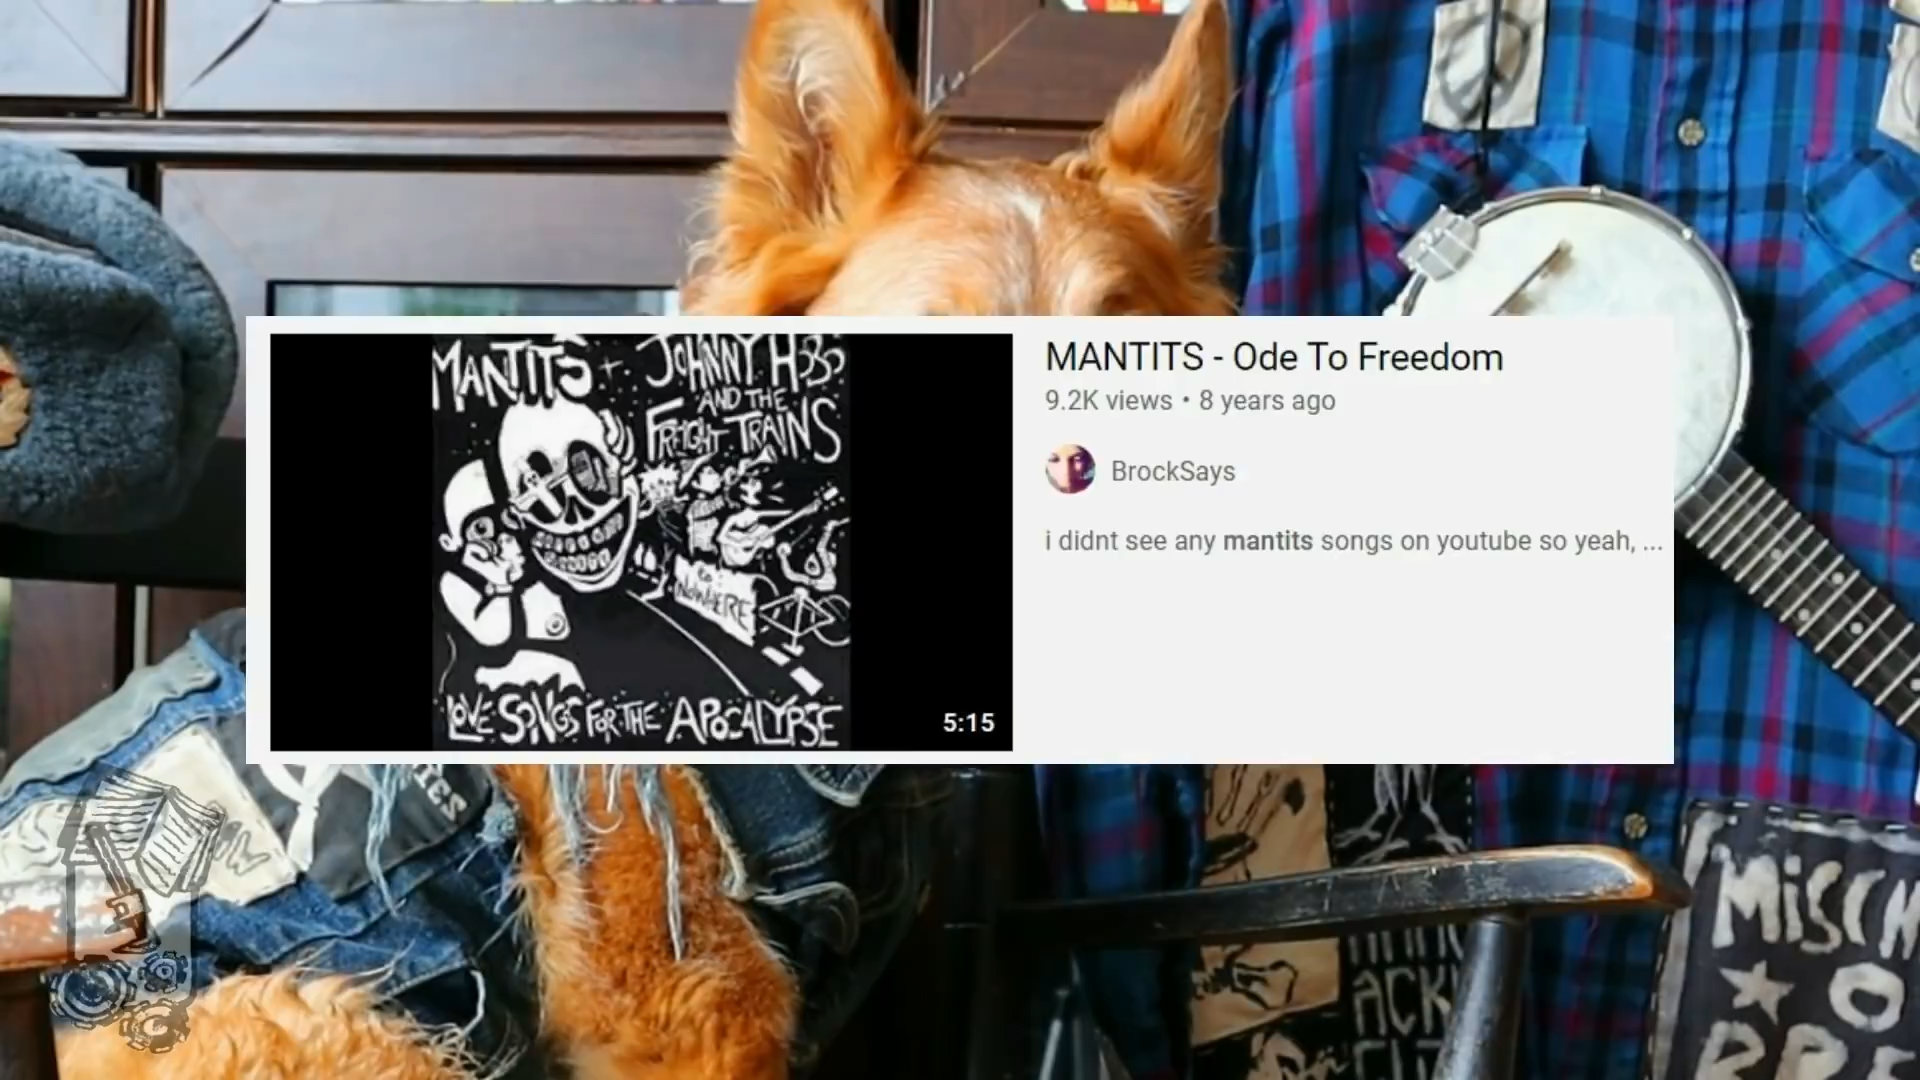 MANTITS + JOHNNY HOBO
AND THE
FREIGHT TRAINS
TO
NOWHERE
LOVE SONGS FOR THE APOCALYPSE
5:15
MANTITS - Ode To Freedom
9.2K views • 8 years ago
BrockSays
i didnt see any mantits songs on youtube so yeah, ...